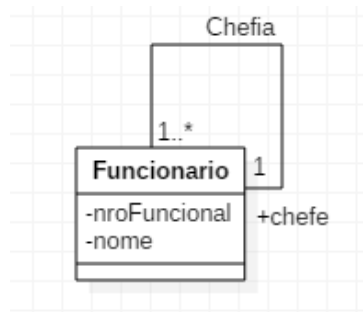 Chefia
1..*
Funcionario
1
-nroFuncional
+chefe
-nome